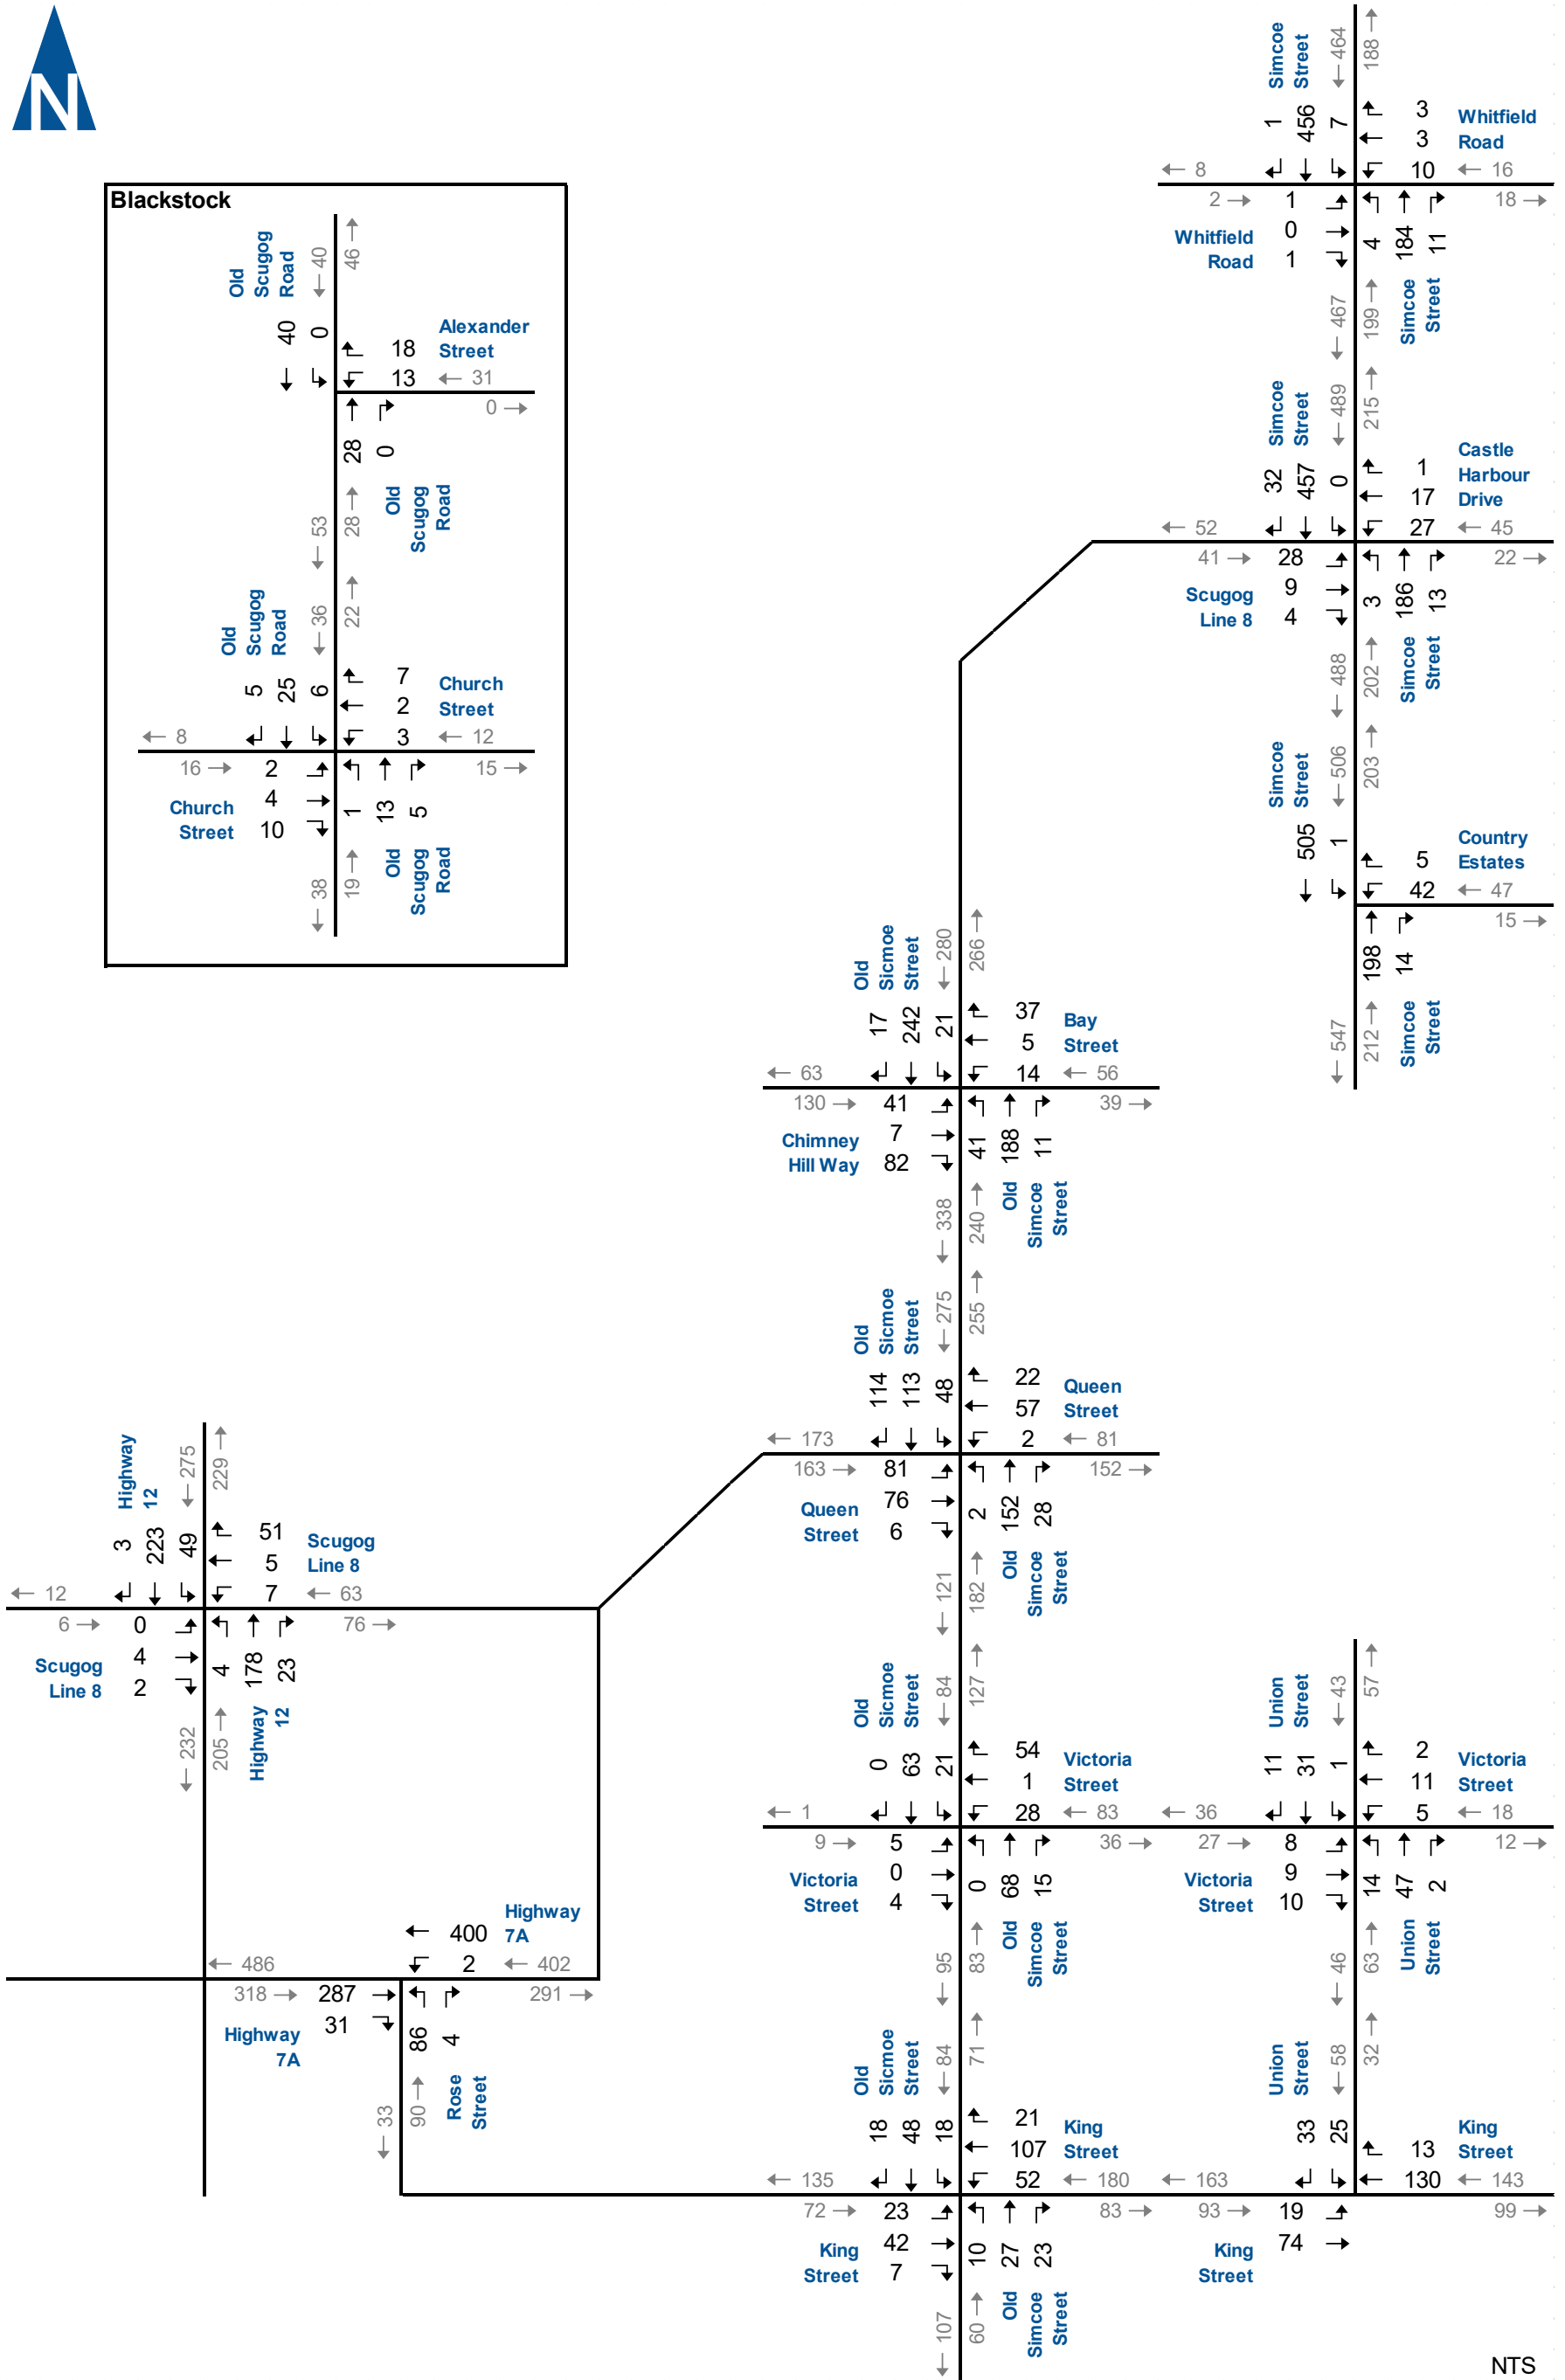 N
Blackstock
Old
Scugog
Road
← 40
46 →
40
0
18
13
Alexander
Street
← 31
0 →
28
0
28 →
Old
Scugog
Road
← 53
Old
Scugog
Road
← 36
22 →
5
25
6
7
2
3
Church
Street
← 12
← 8
16 →
2
4
10
Church
Street
15 →
1
13
5
← 38
19 →
Old
Scugog
Road
Simcoe
Street
← 464
188 →
1
456
7
3
3
10
Whitfield
Road
← 16
← 8
2 →
1
0
1
Whitfield
Road
18 →
4
184
11
← 467
199 →
Simcoe
Street
Simcoe
Street
← 489
215 →
32
457
0
1
17
27
Castle
Harbour
Drive
← 45
← 52
41 →
28
9
4
Scugog
Line 8
22 →
3
186
13
← 488
202 →
Simcoe
Street
Simcoe
Street
← 506
203 →
505
1
5
42
Country
Estates
← 47
15 →
198
14
← 547
212 →
Simcoe
Street
Old
Sicmoe
Street
← 280
266 →
17
242
21
37
5
14
Bay
Street
← 56
← 63
130 →
41
7
82
Chimney
Hill Way
39 →
41
188
11
← 338
240 →
Old
Simcoe
Street
Old
Sicmoe
Street
← 275
255 →
114
113
48
22
57
2
Queen
Street
← 81
← 173
163 →
81
76
6
Queen
Street
152 →
2
152
28
← 121
182 →
Old
Simcoe
Street
Highway
12
← 275
229 →
3
223
49
51
5
7
Scugog
Line 8
← 63
← 12
6 →
0
4
2
Scugog
Line 8
76 →
4
178
23
← 232
205 →
Highway
12
Old
Sicmoe
Street
← 84
127 →
0
63
21
54
1
28
Victoria
Street
← 83
← 1
9 →
5
0
4
Victoria
Street
36 →
0
68
15
← 95
83 →
Old
Simcoe
Street
Union
Street
← 43
57 →
11
31
1
2
11
5
Victoria
Street
← 18
← 36
27 →
8
9
10
Victoria
Street
12 →
14
47
2
← 46
63 →
Union
Street
400
2
Highway
7A
← 402
← 486
318 →
287
31
Highway
7A
291 →
86
4
← 33
90 →
Rose
Street
Old
Sicmoe
Street
← 84
71 →
18
48
18
21
107
52
King
Street
← 180
← 135
72 →
23
42
7
King
Street
83 →
10
27
23
← 107
60 →
Old
Simcoe
Street
Union
Street
← 58
32 →
33
25
13
130
King
Street
← 143
← 163
93 →
19
74
King
Street
99 →
NTS